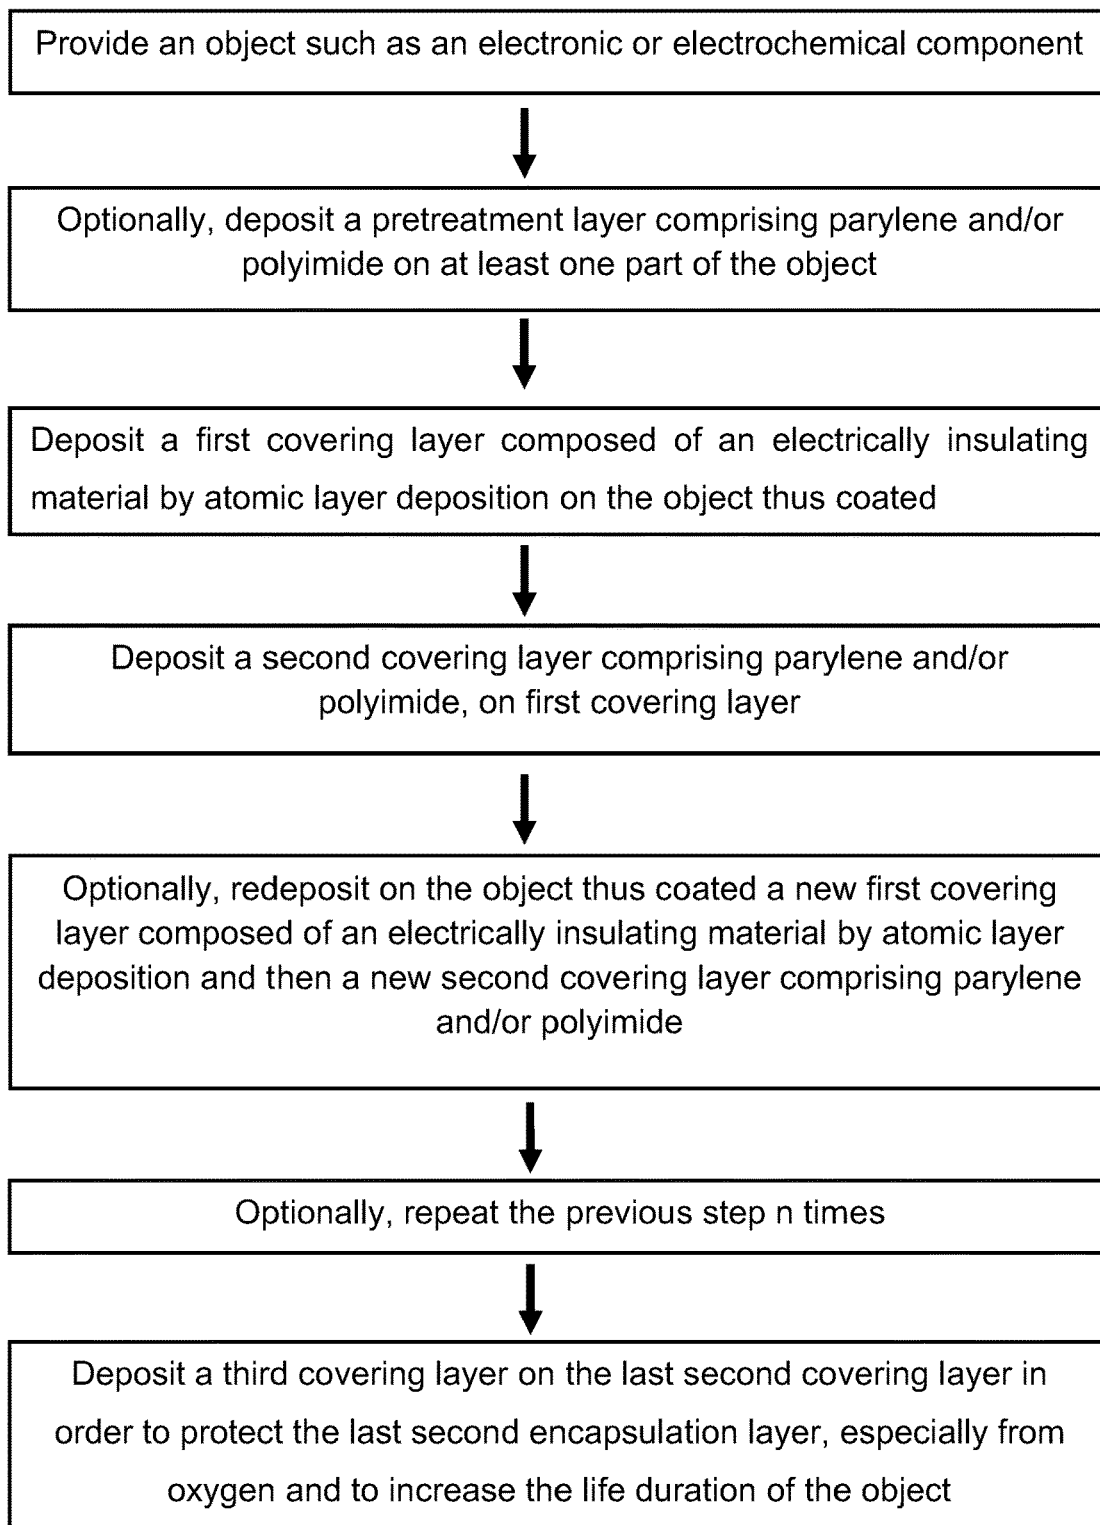 Provide an object such as an electronic or electrochemical component
Optionally, deposit a pretreatment layer comprising parylene and/or
polyimide on at least one part of the object
Deposit a first covering layer composed of an electrically insulating
material by atomic layer deposition on the object thus coated
Deposit a second covering layer comprising parylene and/or
polyimide, on first covering layer
Optionally, redeposit on the object thus coated a new first covering
layer composed of an electrically insulating material by atomic layer
deposition and then a new second covering layer comprising parylene
and/or polyimide
Optionally, repeat the previous step n times
Deposit a third covering layer on the last second covering layer in
order to protect the last second encapsulation layer, especially from
oxygen and to increase the life duration of the object